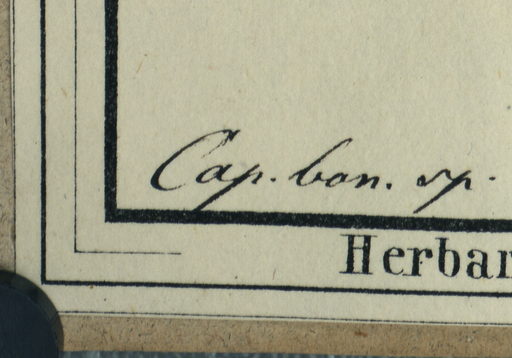 Cap. bon. sp.
Herbar